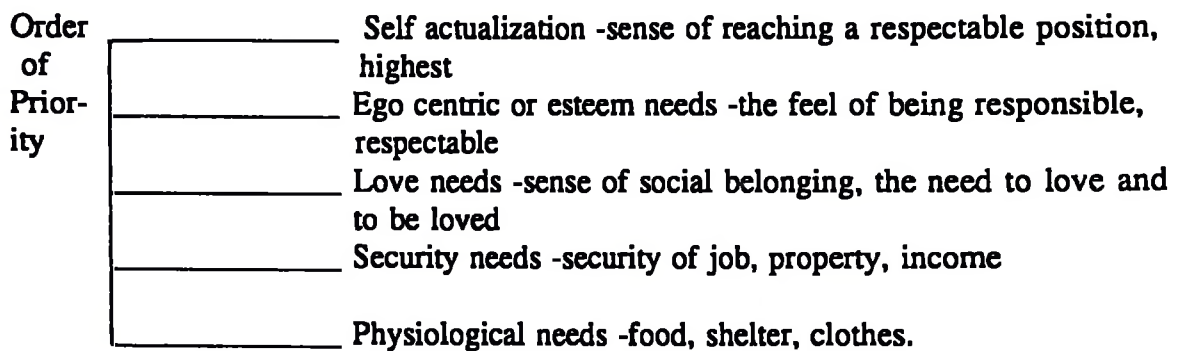 Order
of
Prior-
ity
Self actualization -sense of reaching a respectable position,
highest
Ego centric or esteem needs -the feel of being responsible,
respectable
Love needs -sense of social belonging, the need to love and
to be loved
Security needs -security of job, property, income
Physiological needs -food, shelter, clothes.